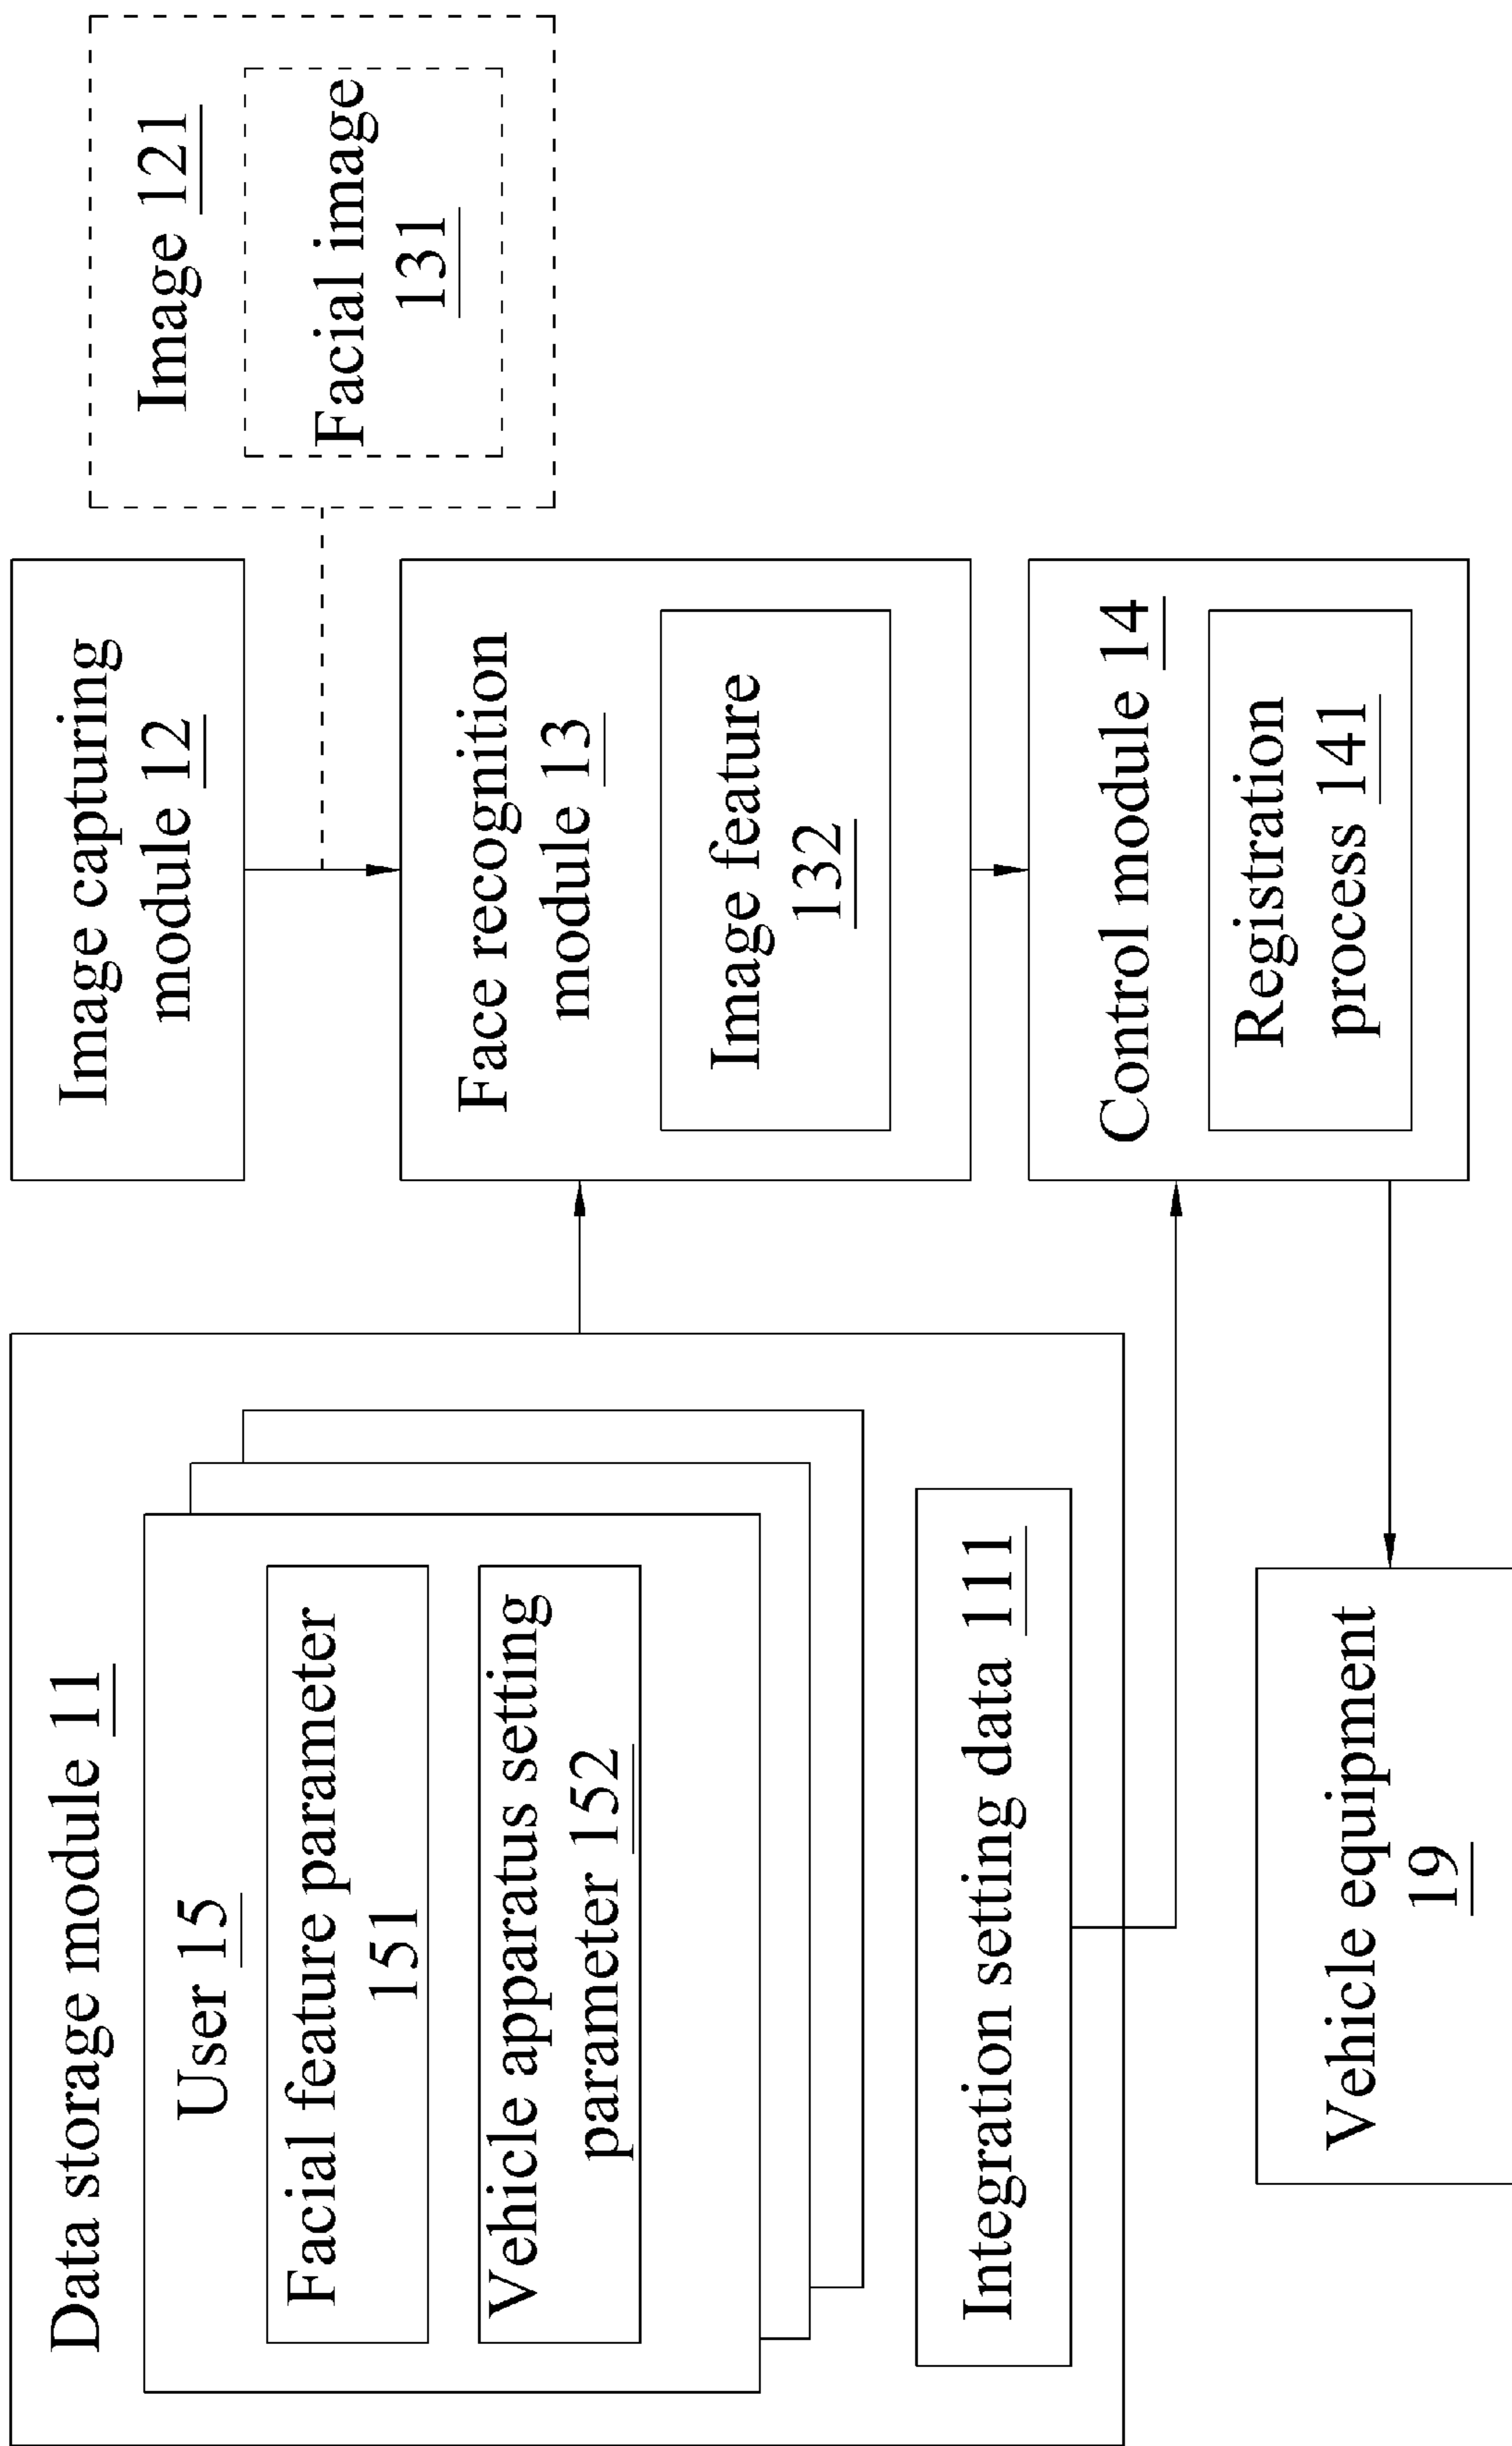 Data storage module 11
User 15
Facial feature parameter
151
Vehicle apparatus setting
parameter 152
Integration setting data 111
Vehicle equipment
19
Image capturing
module 12
Face recognition
module 13
Image feature
132
Control module 14
Registration
process 141
Image 121
Facial image
131